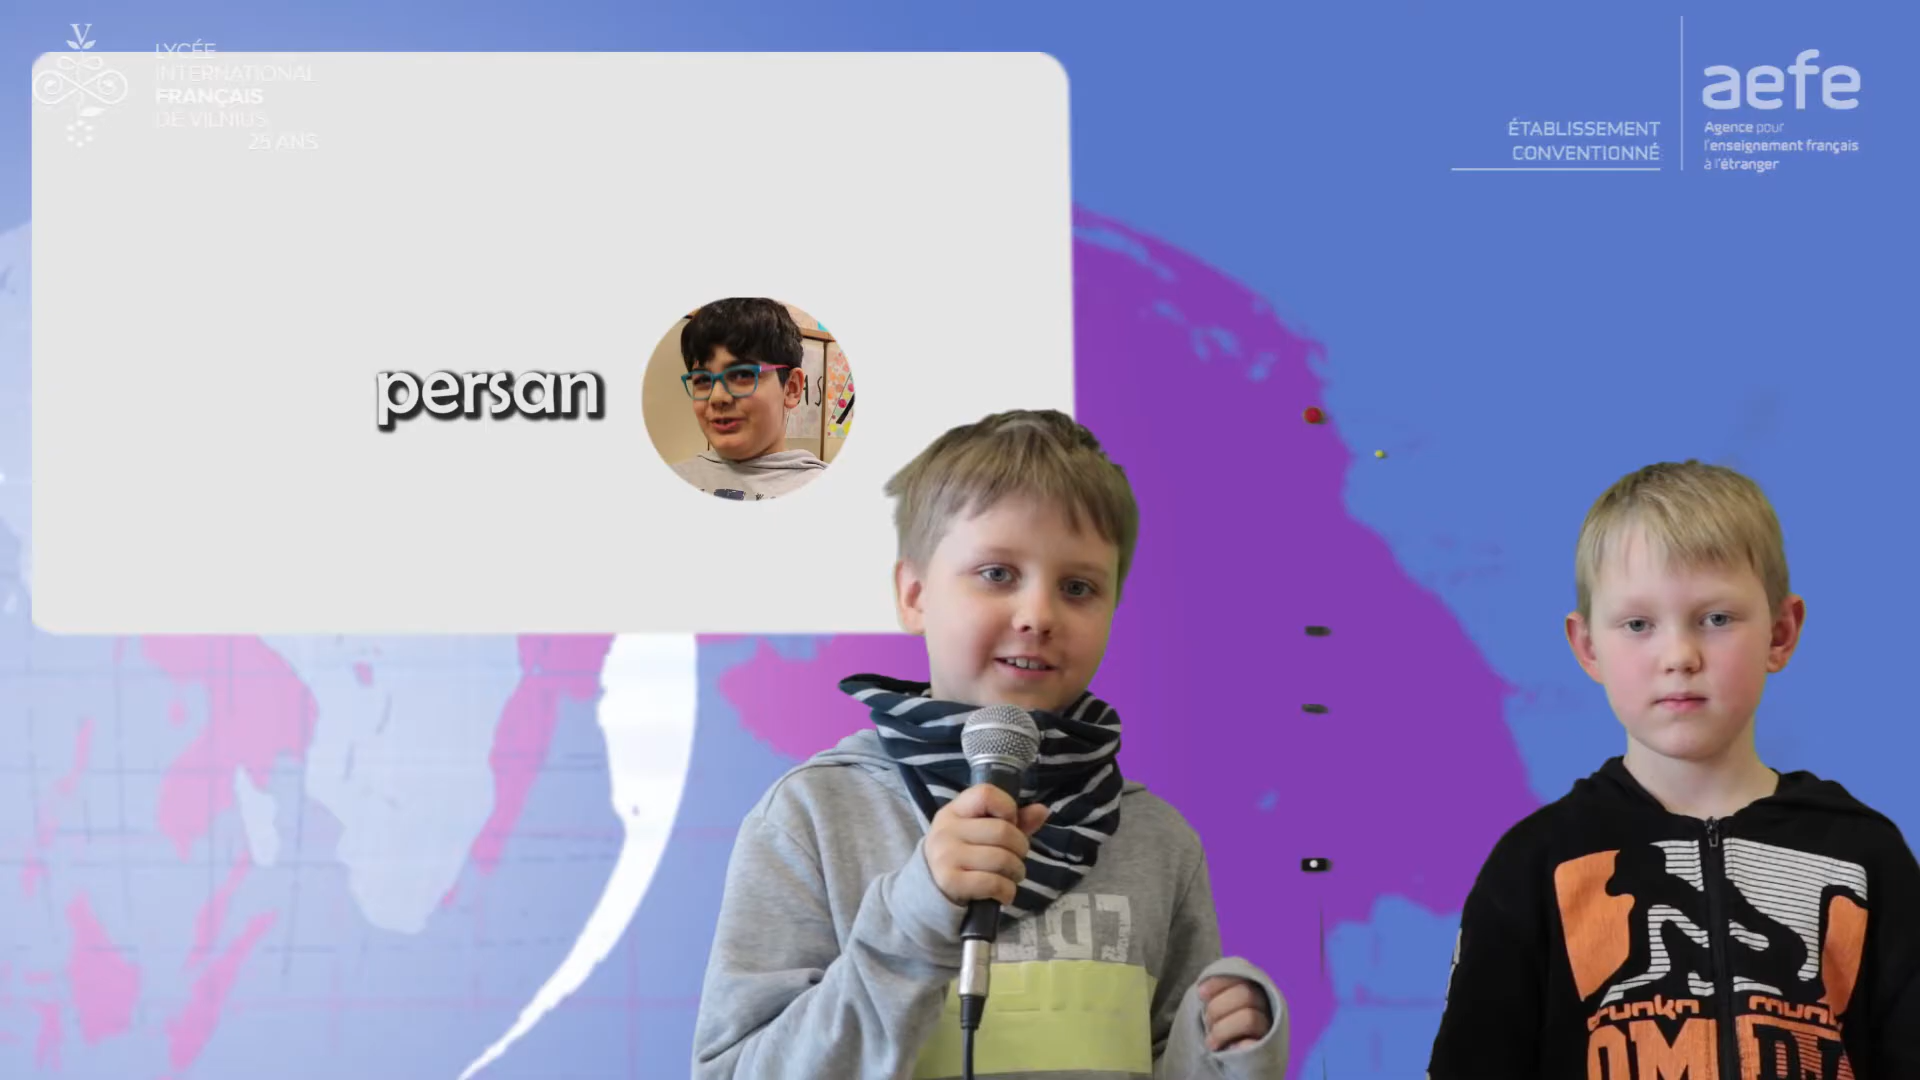 LYCÉE
INTERNATIONAL
FRANÇAIS
DE VILNIUS
25 ANS
ÉTABLISSEMENT
CONVENTIONNÉ
aefe
Agence pour
l'enseignement français
à l'étranger
persan